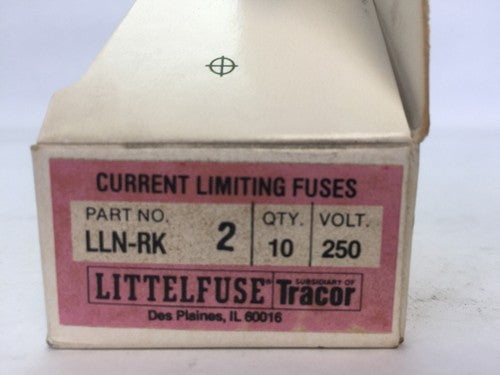 CURRENT LIMITING FUSES
PART NO. QTY. VOLT.
LLN-RK 2 10 250
LITTELFUSE® SUBSIDIARY OF Tracor
Des Plaines, IL 60016